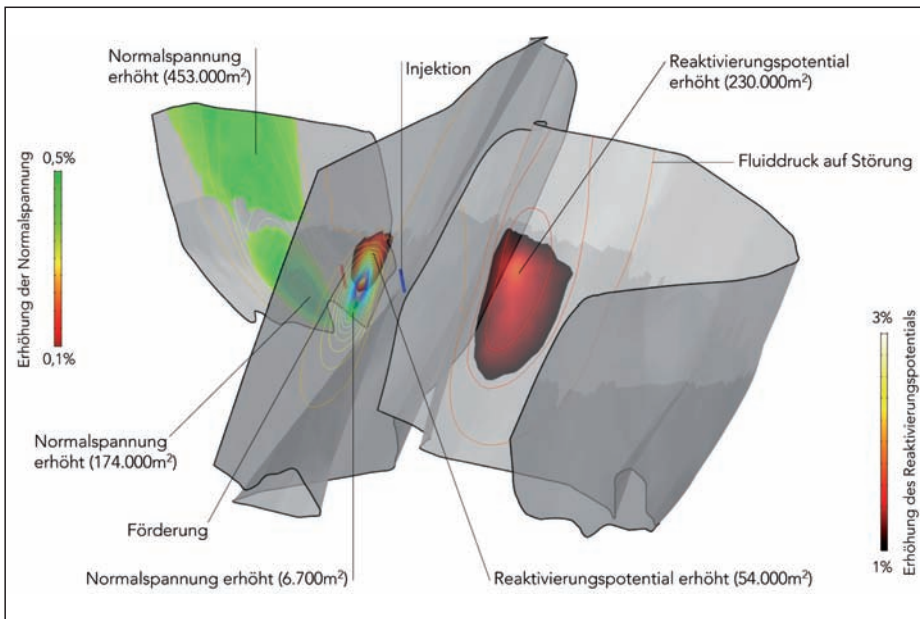 Normalspannung
erhöht (453.000m²)
Injektion
Reaktivierungspotential
erhöht (230.000m²)
Fluiddruck auf Störung
0,5%
Erhöhung der Normalspannung
0,1%
3%
Erhöhung des Reaktivierungspotentials
1%
Normalspannung
erhöht (174.000m²)
Förderung
Normalspannung erhöht (6.700m²)
Reaktivierungspotential erhöht (54.000m²)